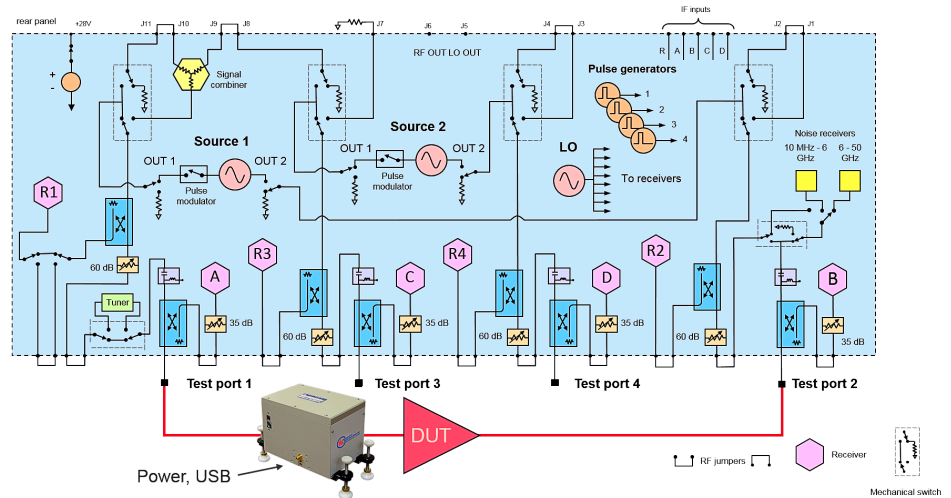 rear panel
+28V
J11
J10
J9
J8
J7
J6
J5
J4
J3
IF inputs
J2
J1
RF OUT LO OUT
R
A
B
C
D
+
-
Signal
combiner
Pulse generators
1
2
3
4
Source 1
Source 2
LO
Noise receivers
10 MHz - 6
GHz
6 - 50
GHz
OUT 1
OUT 2
Pulse
modulator
OUT 1
OUT 2
Pulse
modulator
To receivers
R1
R3
R4
R2
A
C
D
B
60 dB
Tuner
35 dB
60 dB
35 dB
60 dB
35 dB
60 dB
35 dB
Test port 1
Test port 3
Test port 4
Test port 2
DUT
Power, USB
RF jumpers
Receiver
Mechanical switch